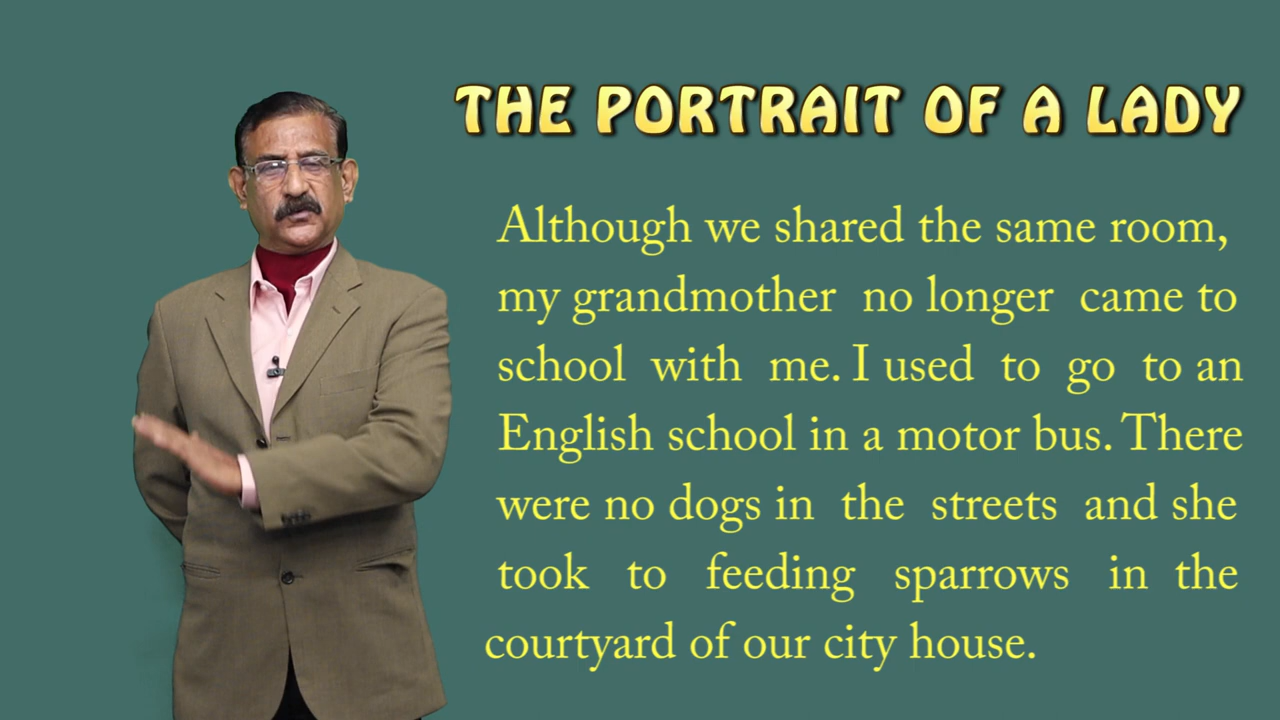 THE PORTRAIT OF A LADY
Although we shared the same room,
my grandmother no longer came to
school with me. I used to go to an
English school in a motor bus. There
were no dogs in the streets and she
took to feeding sparrows in the
courtyard of our city house.